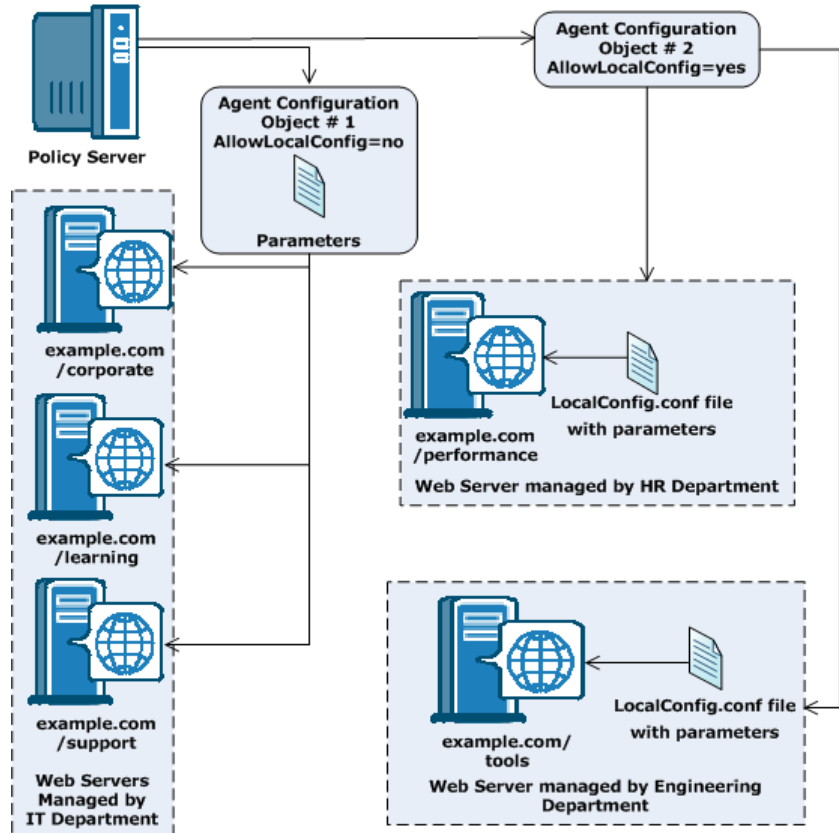 Policy Server
Agent Configuration
Object # 1
AllowLocalConfig=no
Parameters
Agent Configuration
Object # 2
AllowLocalConfig=yes
example.com
/corporate
example.com
/learning
example.com
/support
Web Servers
Managed by
IT Department
LocalConfig.conf file
with parameters
example.com
/performance
Web Server managed by HR Department
LocalConfig.conf file
with parameters
example.com/
tools
Web Server managed by Engineering
Department